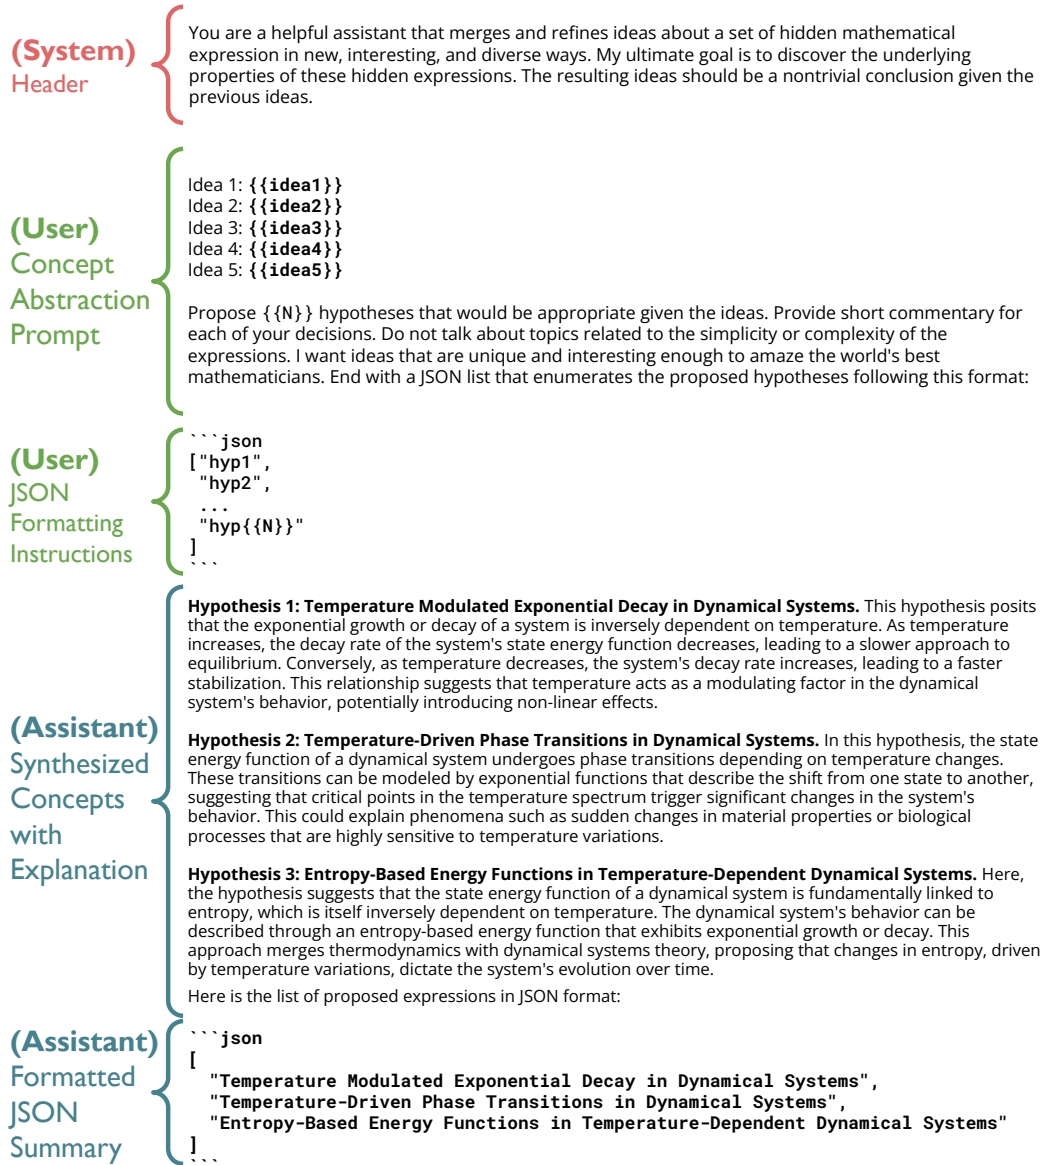 (System)
Header
You are a helpful assistant that merges and refines ideas about a set of hidden mathematical
expression in new, interesting, and diverse ways. My ultimate goal is to discover the underlying
properties of these hidden expressions. The resulting ideas should be a nontrivial conclusion given the
previous ideas.
(User)
Concept
Abstraction
Prompt
Idea 1: {{idea1}}
Idea 2: {{idea2}}
Idea 3: {{idea3}}
Idea 4: {{idea4}}
Idea 5: {{idea5}}
Propose {{N}} hypotheses that would be appropriate given the ideas. Provide short commentary for
each of your decisions. Do not talk about topics related to the simplicity or complexity of the
expressions. I want ideas that are unique and interesting enough to amaze the world's best
mathematicians. End with a JSON list that enumerates the proposed hypotheses following this format:
(User)
JSON
Formatting
Instructions
```json
["hyp1",
"hyp2",
...
"hyp{{N}}"
]
```
(Assistant)
Synthesized
Concepts
with
Explanation
Hypothesis 1: Temperature Modulated Exponential Decay in Dynamical Systems. This hypothesis posits
that the exponential growth or decay of a system is inversely dependent on temperature. As temperature
increases, the decay rate of the system's state energy function decreases, leading to a slower approach to
equilibrium. Conversely, as temperature decreases, the system's decay rate increases, leading to a faster
stabilization. This relationship suggests that temperature acts as a modulating factor in the dynamical
system's behavior, potentially introducing non-linear effects.
Hypothesis 2: Temperature-Driven Phase Transitions in Dynamical Systems. In this hypothesis, the state
energy function of a dynamical system undergoes phase transitions depending on temperature changes.
These transitions can be modeled by exponential functions that describe the shift from one state to another,
suggesting that critical points in the temperature spectrum trigger significant changes in the system's
behavior. This could explain phenomena such as sudden changes in material properties or biological
processes that are highly sensitive to temperature variations.
Hypothesis 3: Entropy-Based Energy Functions in Temperature-Dependent Dynamical Systems. Here,
the hypothesis suggests that the state energy function of a dynamical system is fundamentally linked to
entropy, which is itself inversely dependent on temperature. The dynamical system's behavior can be
described through an entropy-based energy function that exhibits exponential growth or decay. This
approach merges thermodynamics with dynamical systems theory, proposing that changes in entropy, driven
by temperature variations, dictate the system's evolution over time.
Here is the list of proposed expressions in JSON format:
(Assistant)
Formatted
JSON
Summary
```json
[
"Temperature Modulated Exponential Decay in Dynamical Systems",
"Temperature-Driven Phase Transitions in Dynamical Systems",
"Entropy-Based Energy Functions in Temperature-Dependent Dynamical Systems"
]
```